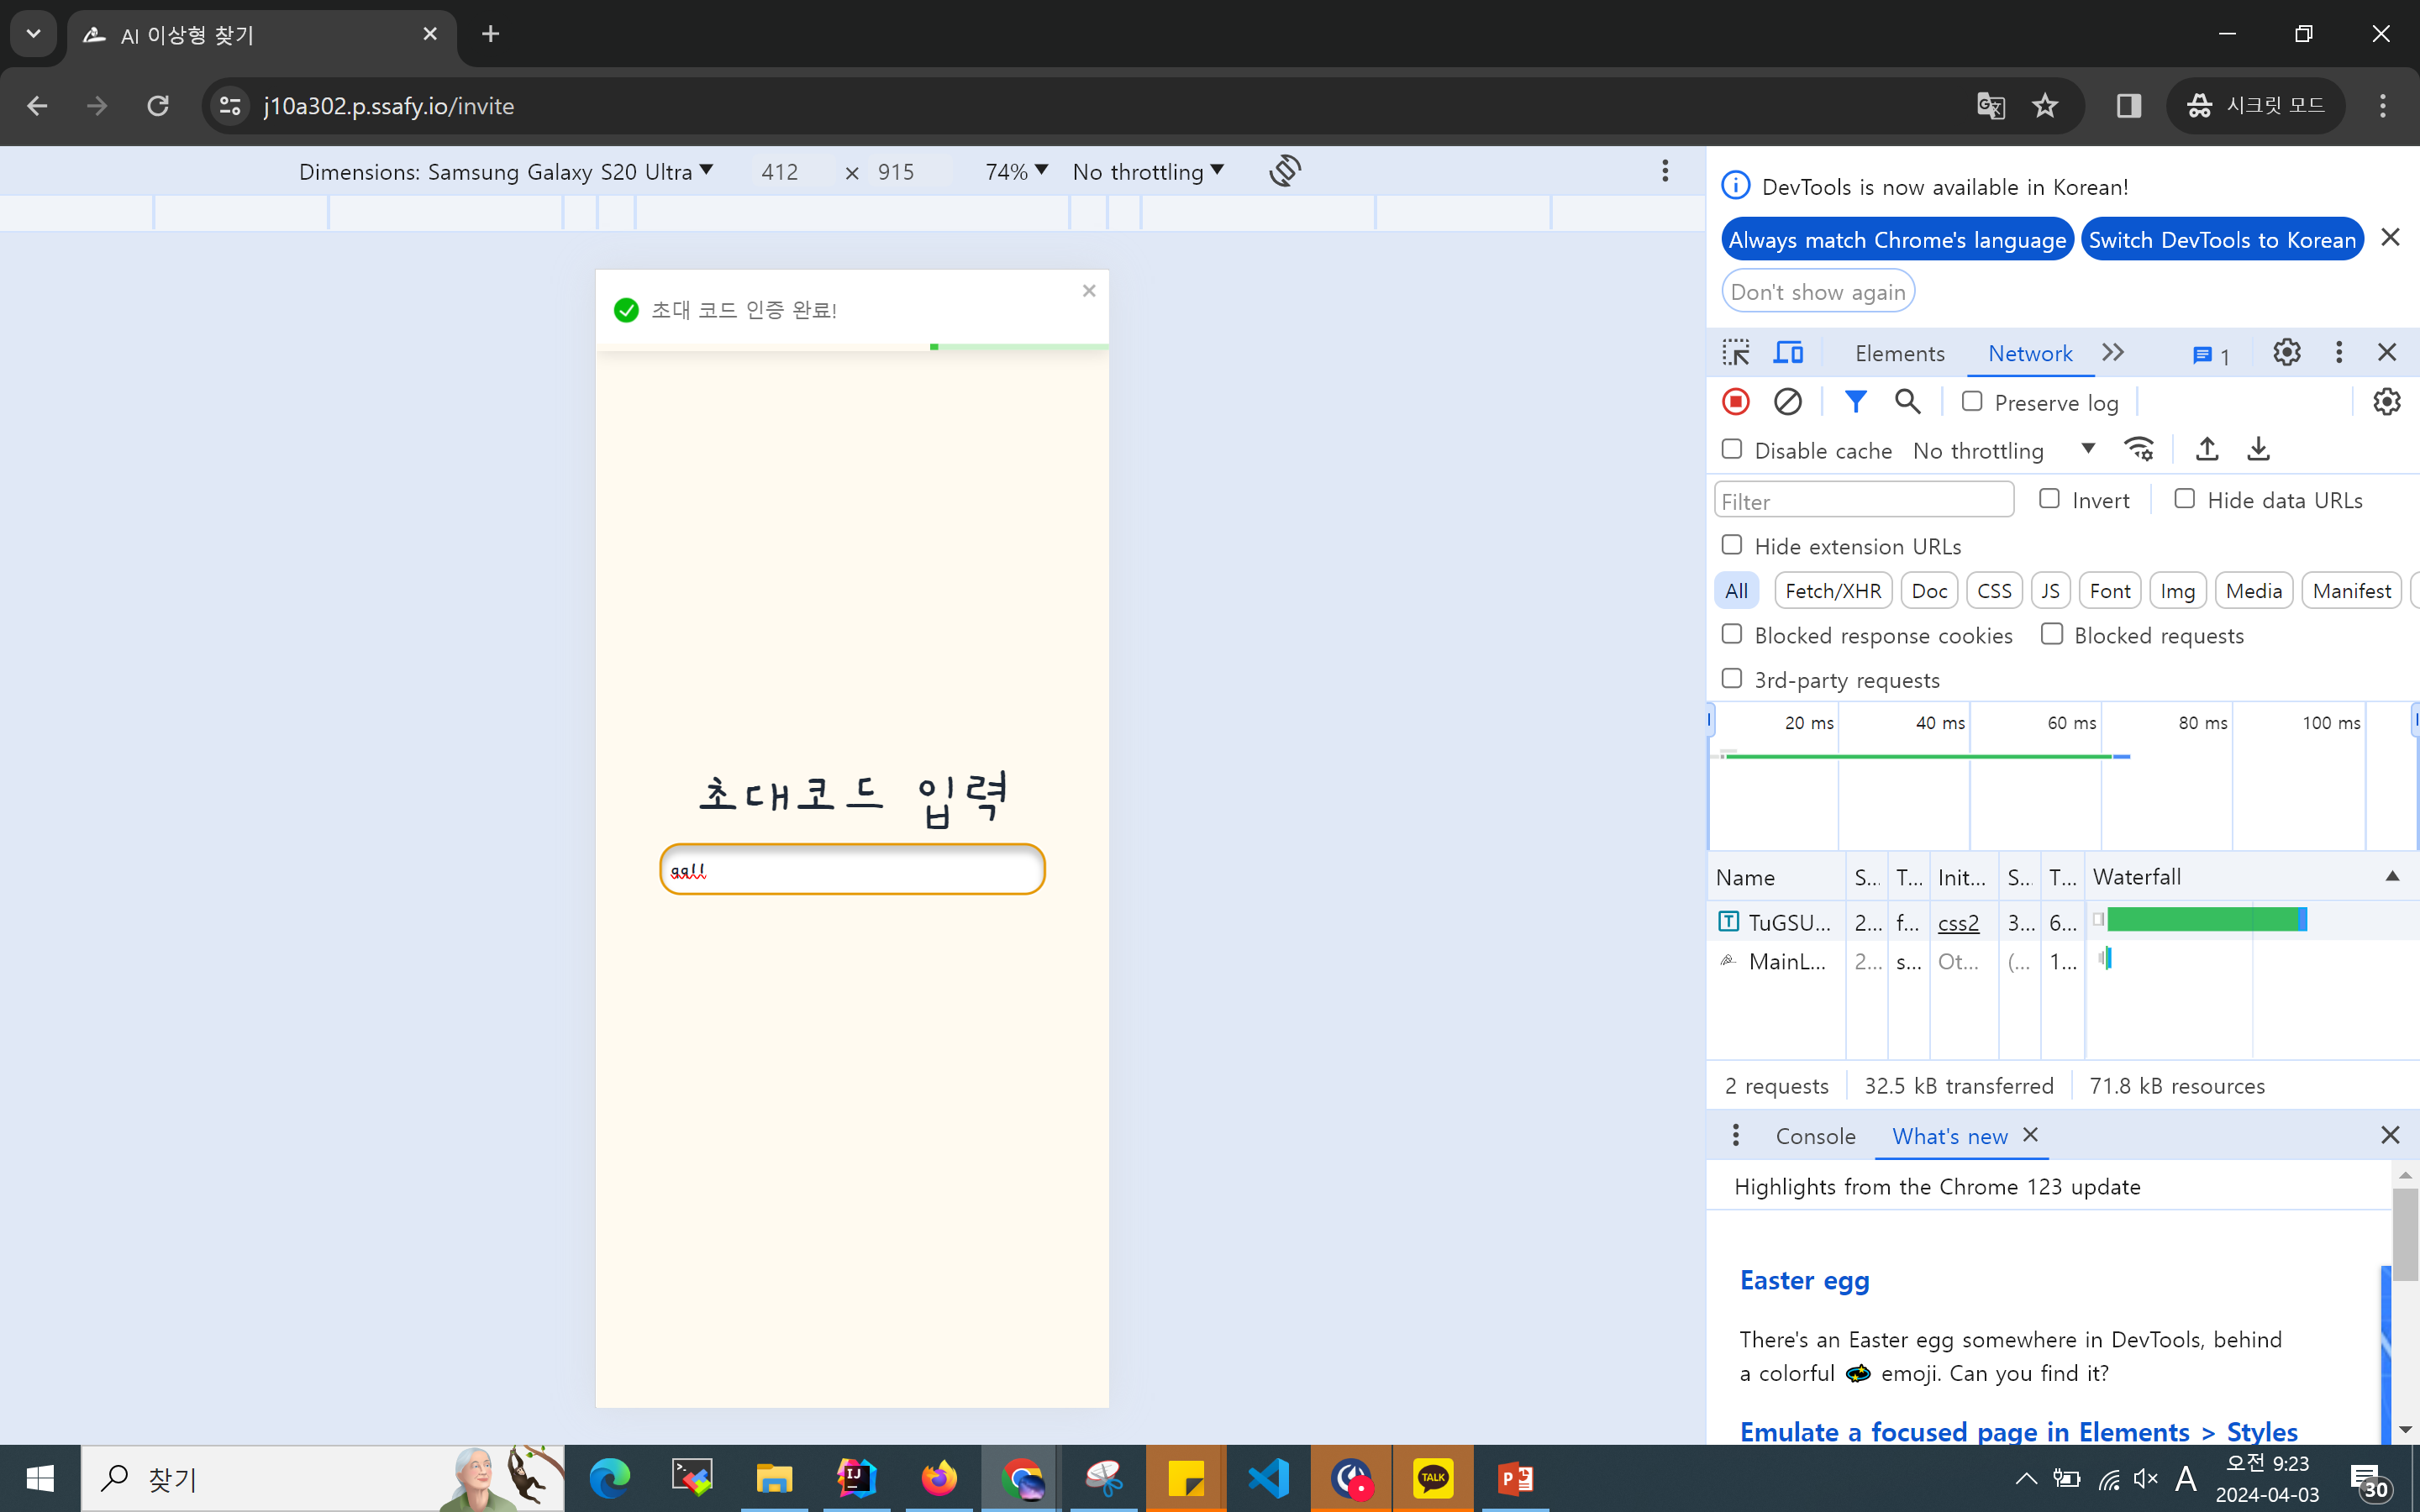 AI 이상형 찾기
j10a302.p.ssafy.io/invite
시크릿 모드
Dimensions: Samsung Galaxy S20 Ultra
412 × 915
74%
No throttling
초대 코드 인증 완료!
초대코드 입력
DevTools is now available in Korean!
Always match Chrome's language
Switch DevTools to Korean
Don't show again
Elements
Network
1
Preserve log
Disable cache
No throttling
Filter
Invert
Hide data URLs
Hide extension URLs
All
Fetch/XHR
Doc
CSS
JS
Font
Img
Media
Manifest
Blocked response cookies
Blocked requests
3rd-party requests
20 ms
40 ms
60 ms
80 ms
100 ms
Name S... T... Init... S... T... Waterfall
TuGSU... 2... f... css2 3... 6...
MainL... 2... s... Ot... (... 1...
2 requests
32.5 kB transferred
71.8 kB resources
Console
What's new
Highlights from the Chrome 123 update
Easter egg
There's an Easter egg somewhere in DevTools, behind
a colorful emoji. Can you find it?
Emulate a focused page in Elements > Styles
찾기
TALK
A
오전 9:23
2024-04-03
30